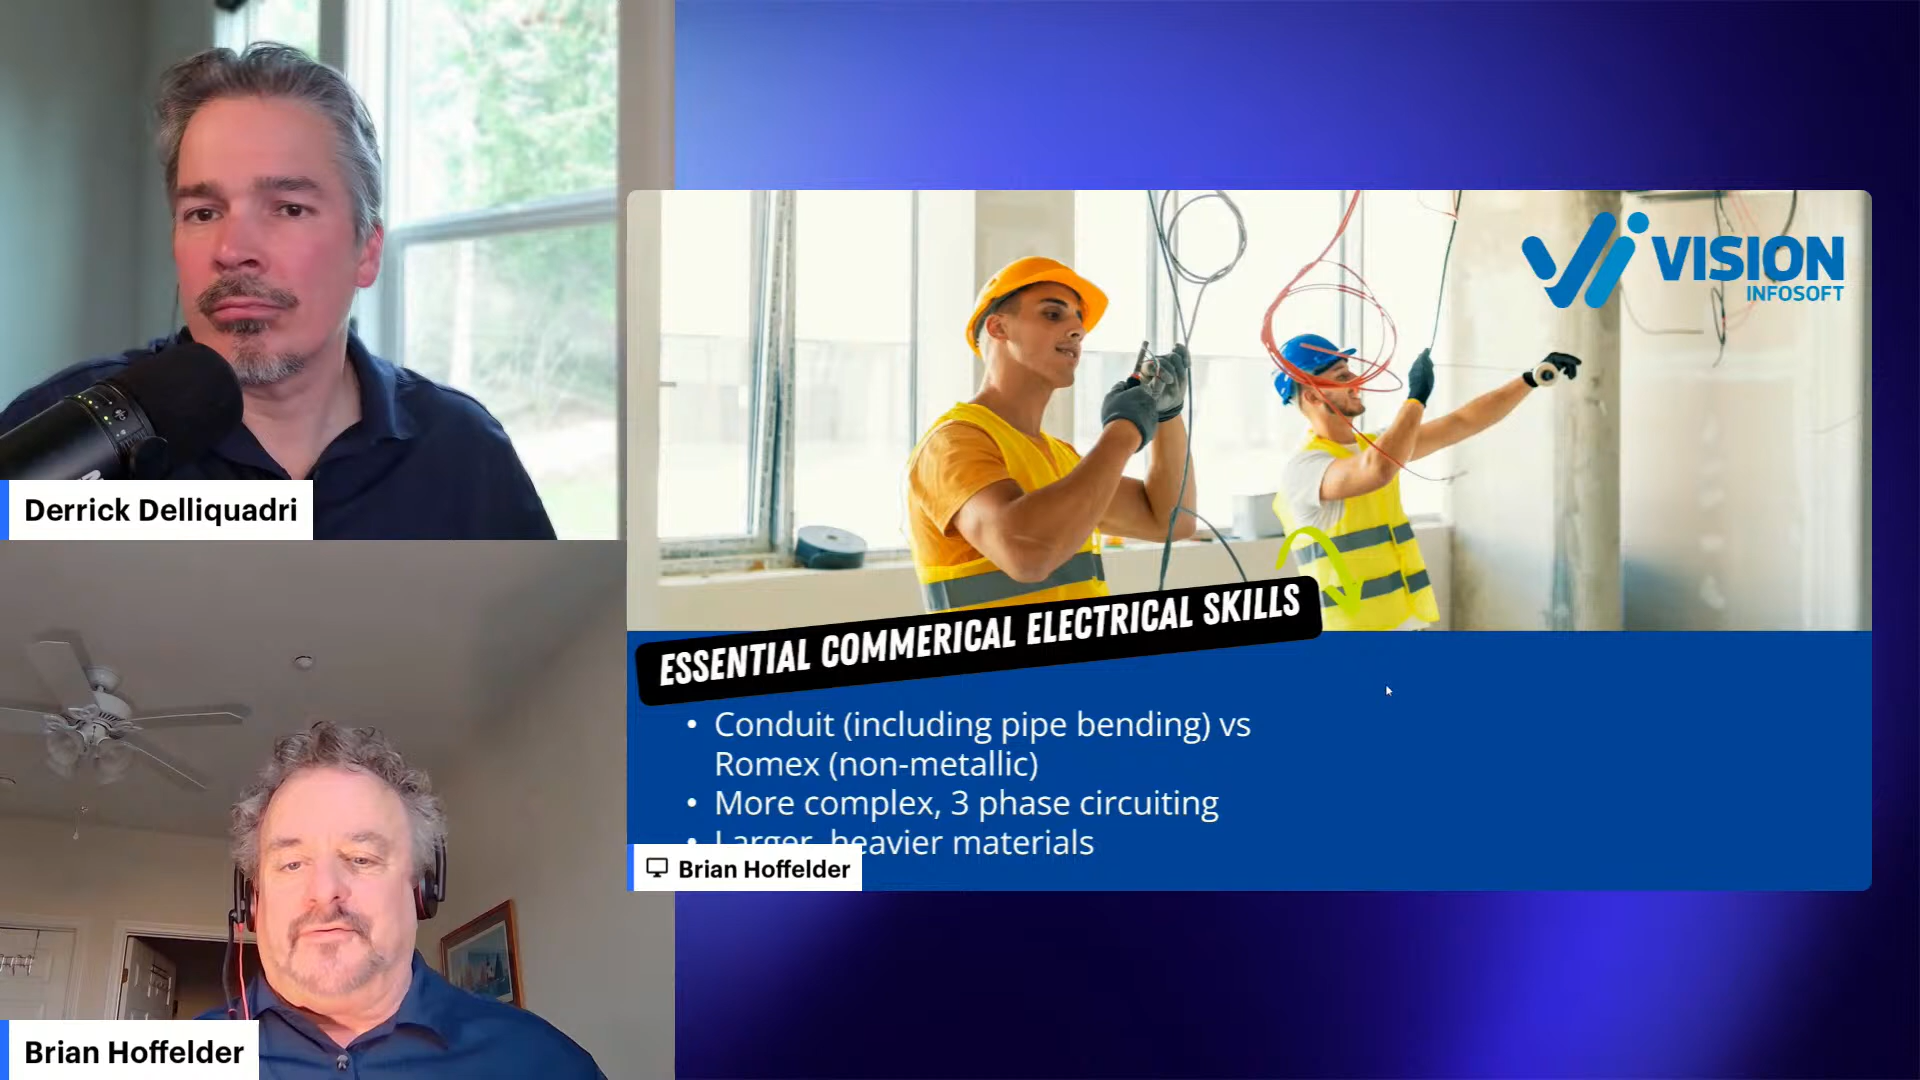 Derrick Delliquadri
Brian Hoffelder
VISION
INFOSOFT
ESSENTIAL COMMERICAL ELECTRICAL SKILLS
• Conduit (including pipe bending) vs
Romex (non-metallic)
• More complex, 3 phase circuiting
• Larger, heavier materials
Brian Hoffelder